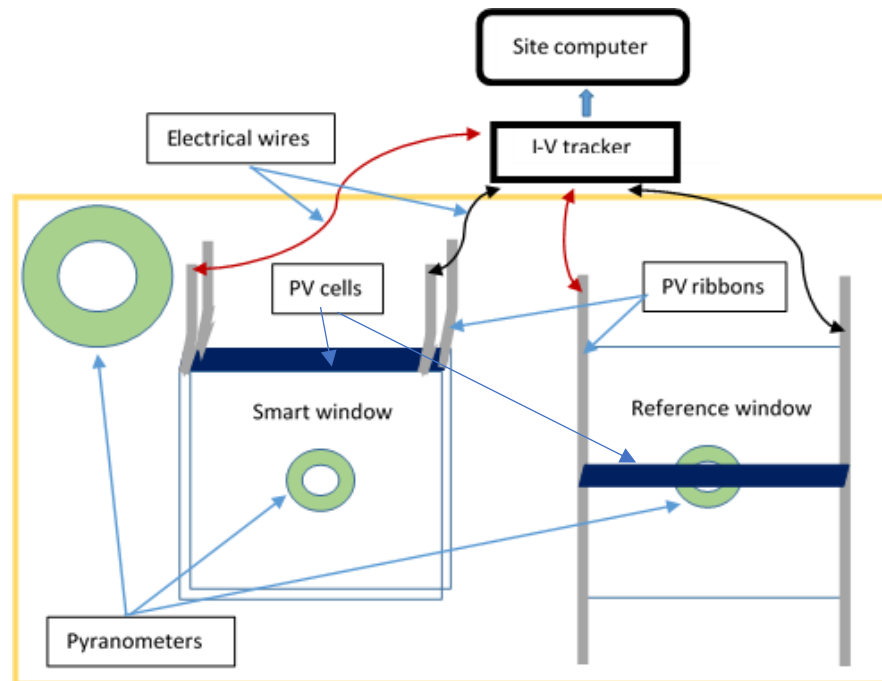 Site computer
Electrical wires
I-V tracker
PV cells
PV ribbons
Smart window
Reference window
Pyranometers